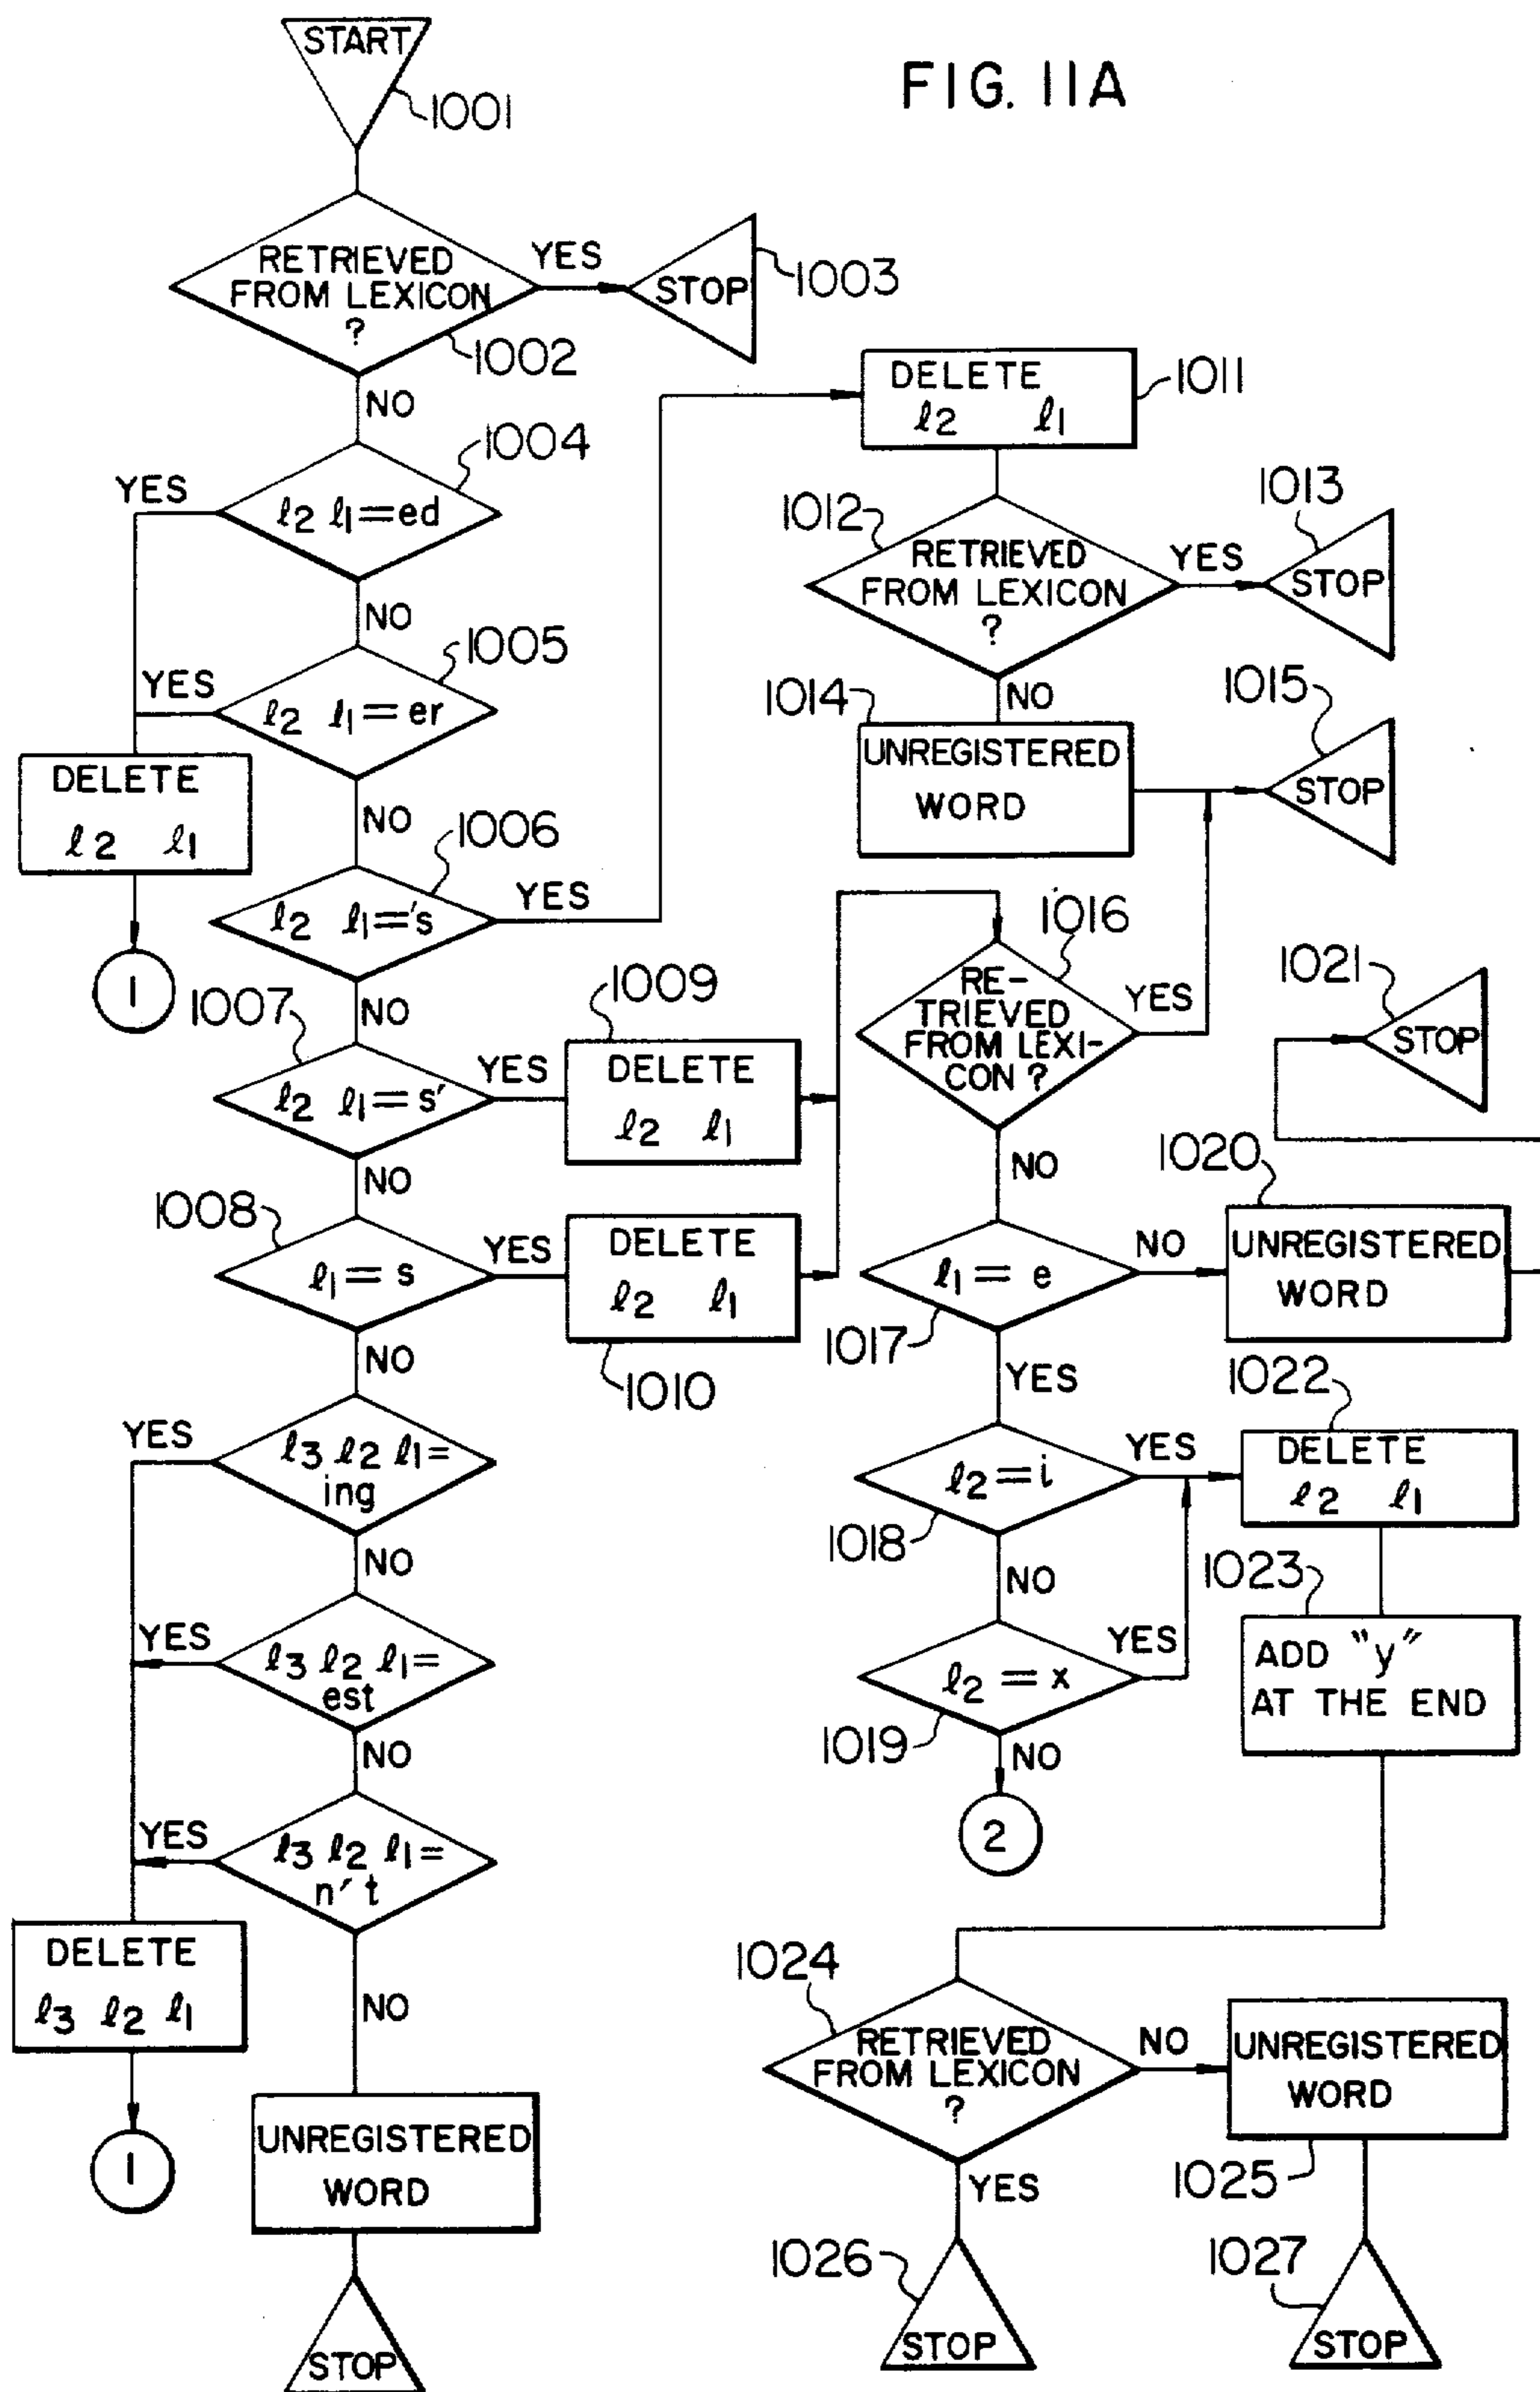 FIG. 11A
START
1001
RETRIEVED
FROM LEXICON
?
1002
YES
STOP
1003
NO
1004
YES
ℓ2 ℓ1=ed
NO
1005
YES
ℓ2 ℓ1=er
DELETE
ℓ2 ℓ1
1
NO
1006
ℓ2 ℓ1='s
YES
NO
1007
ℓ2 ℓ1=s'
YES
1009
DELETE
ℓ2 ℓ1
NO
1008
ℓ1=s
YES
DELETE
ℓ2 ℓ1
1010
NO
YES
ℓ3 ℓ2 ℓ1=
ing
NO
YES
ℓ3 ℓ2 ℓ1=
est
NO
YES
ℓ3 ℓ2 ℓ1=
n't
DELETE
ℓ3 ℓ2 ℓ1
1
NO
UNREGISTERED
WORD
STOP
DELETE
ℓ2 ℓ1
1011
1012
RETRIEVED
FROM LEXICON
?
YES
1013
STOP
NO
1014
UNREGISTERED
WORD
1015
STOP
1016
RE-
TRIEVED
FROM LEXI-
CON ?
YES
NO
1017
ℓ1=e
NO
1020
UNREGISTERED
WORD
1021
STOP
YES
1018
ℓ2=i
YES
1022
DELETE
ℓ2 ℓ1
NO
1019
ℓ2=x
YES
NO
2
1023
ADD "y"
AT THE END
1024
RETRIEVED
FROM LEXICON
?
NO
UNREGISTERED
WORD
1025
YES
1026
STOP
1027
STOP